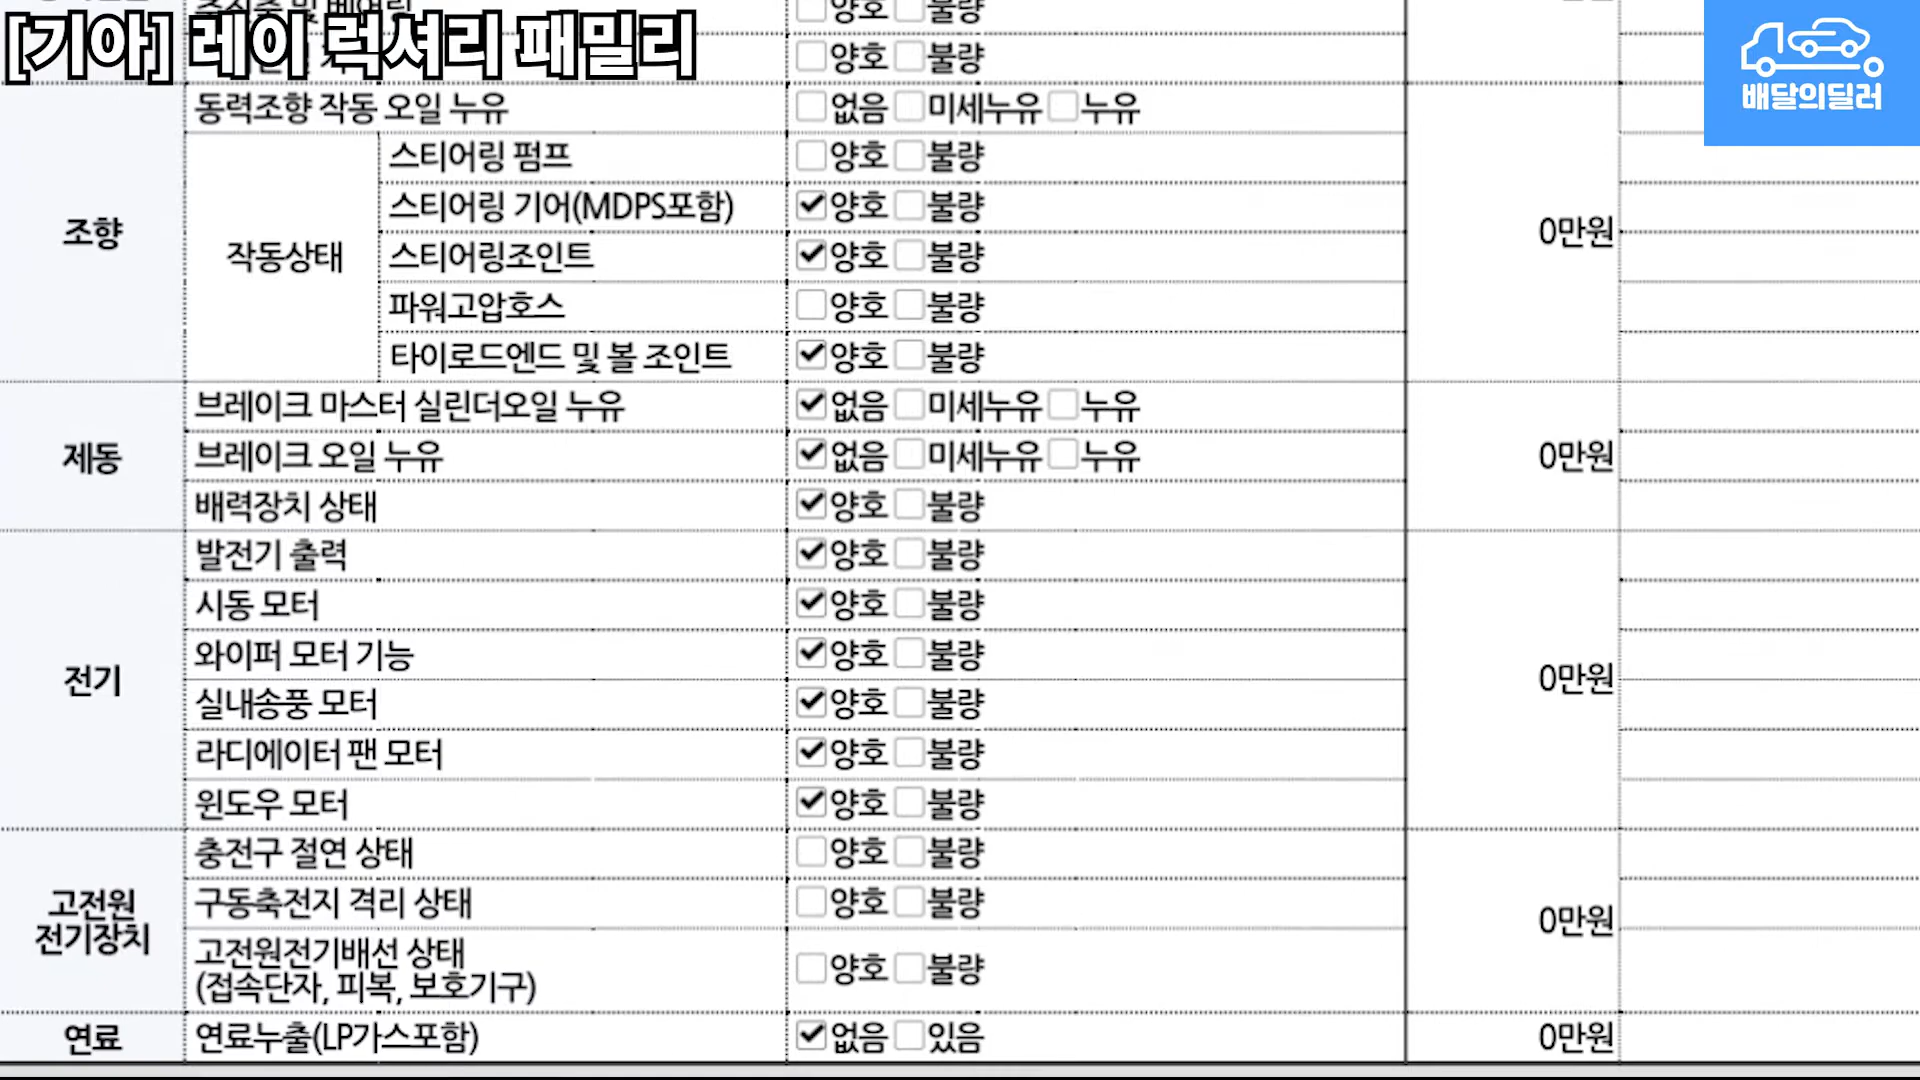 [기아] 레이 럭셔리 패밀리
배달의딜러
양호 불량
양호 불량
조향
동력조향 작동 오일 누유
없음 미세누유 누유
작동상태
스티어링 펌프
양호 불량
스티어링 기어(MDPS포함)
✔양호 불량
스티어링조인트
✔양호 불량
파워고압호스
양호 불량
타이로드엔드 및 볼 조인트
✔양호 불량
0만원
제동
브레이크 마스터 실린더오일 누유
✔없음 미세누유 누유
브레이크 오일 누유
✔없음 미세누유 누유
배력장치 상태
✔양호 불량
0만원
전기
발전기 출력
✔양호 불량
시동 모터
✔양호 불량
와이퍼 모터 기능
✔양호 불량
실내송풍 모터
✔양호 불량
라디에이터 팬 모터
✔양호 불량
윈도우 모터
✔양호 불량
0만원
고전원
전기장치
충전구 절연 상태
양호 불량
구동축전지 격리 상태
양호 불량
고전원전기배선 상태
(접속단자, 피복, 보호기구)
양호 불량
0만원
연료
연료누출(LP가스포함)
✔없음 있음
0만원